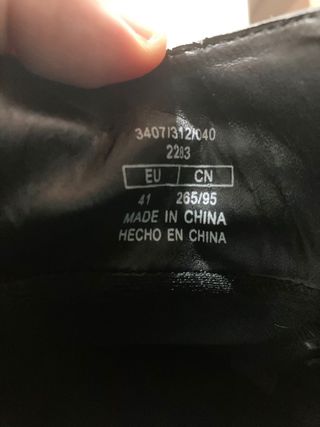 3407/312/040
2283
EU CN
41 265/95
MADE IN CHINA
HECHO EN CHINA